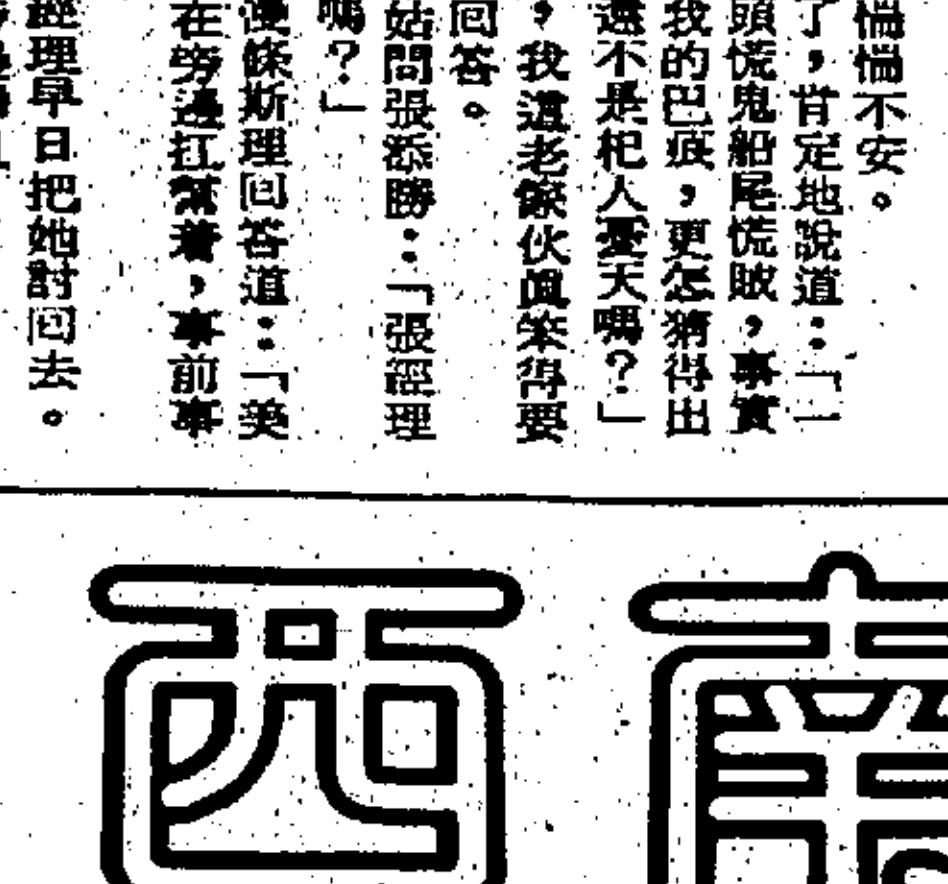 惴惴不安。
了，肯定地說道：「一
頭慌鬼船尾慌賊，事實
我的巴痕，更怎猜得出
還不是杞人憂天嗎？」
，我這老傢伙眞笨得要
回答。
姑問張添勝：「張經理
嗎？」
慢條斯理回答道：「美
在旁邊扛幫着，事前事
經理早日把她討回去。
南西